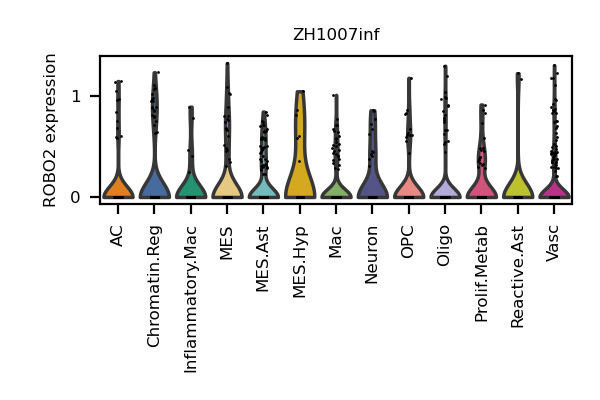 ZH1007inf
ROBO2 expression
1
0
AC
Chromatin.Reg
Inflammatory.Mac
MES
MES.Ast
MES.Hyp
Mac
Neuron
OPC
Oligo
Prolif.Metab
Reactive.Ast
Vasc